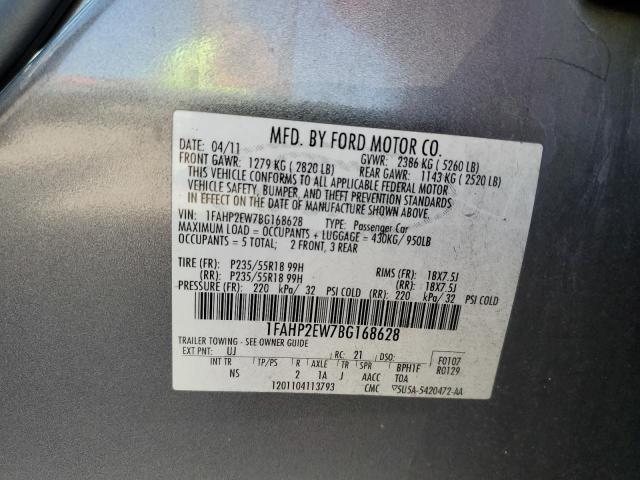 MFD. BY FORD MOTOR CO.
DATE: 04/11 GVWR: 2386 KG (5260 LB)
FRONT GAWR: 1279 KG (2820 LB) REAR GAWR: 1143 KG (2520 LB)
THIS VEHICLE CONFORMS TO ALL APPLICABLE FEDERAL MOTOR
VEHICLE SAFETY, BUMPER, AND THEFT PREVENTION STANDARDS
IN EFFECT ON THE DATE OF MANUFACTURE SHOWN ABOVE.
VIN: 1FAHP2EW7BG168628 TYPE: Passenger Car
MAXIMUM LOAD = OCCUPANTS + LUGGAGE = 430KG/ 950LB
OCCUPANTS = 5 TOTAL; 2 FRONT, 3 REAR
TIRE (FR): P235/55R18 99H RIMS (FR): 18X7.5J
(RR): P235/55R18 99H (RR): 18X7.5J
PRESSURE (FR): 220 kPa/ 32 PSI COLD (RR): 220 kPa/ 32 PSI COLD
1FAHP2EW7BG168628
TRAILER TOWING - SEE OWNER GUIDE
EXT PNT: UJ RC: 21 DSO: F0107
INT TR TP/PS R AXLE TR SPR BPH1F R0129
NS 2 1A J AACC TOA
1201104113793 CMC 5U5A-5420472-AA